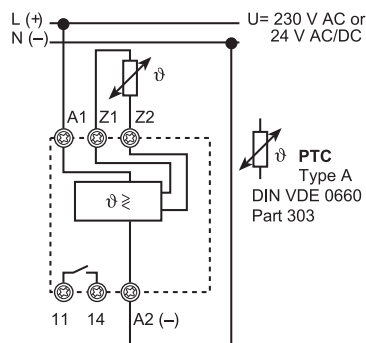 L (+)
N (–)
U= 230 V AC or
24 V AC/DC
ϑ
A1 Z1 Z2
ϑ PTC
Type A
DIN VDE 0660
Part 303
ϑ ≷
11 14 A2 (–)